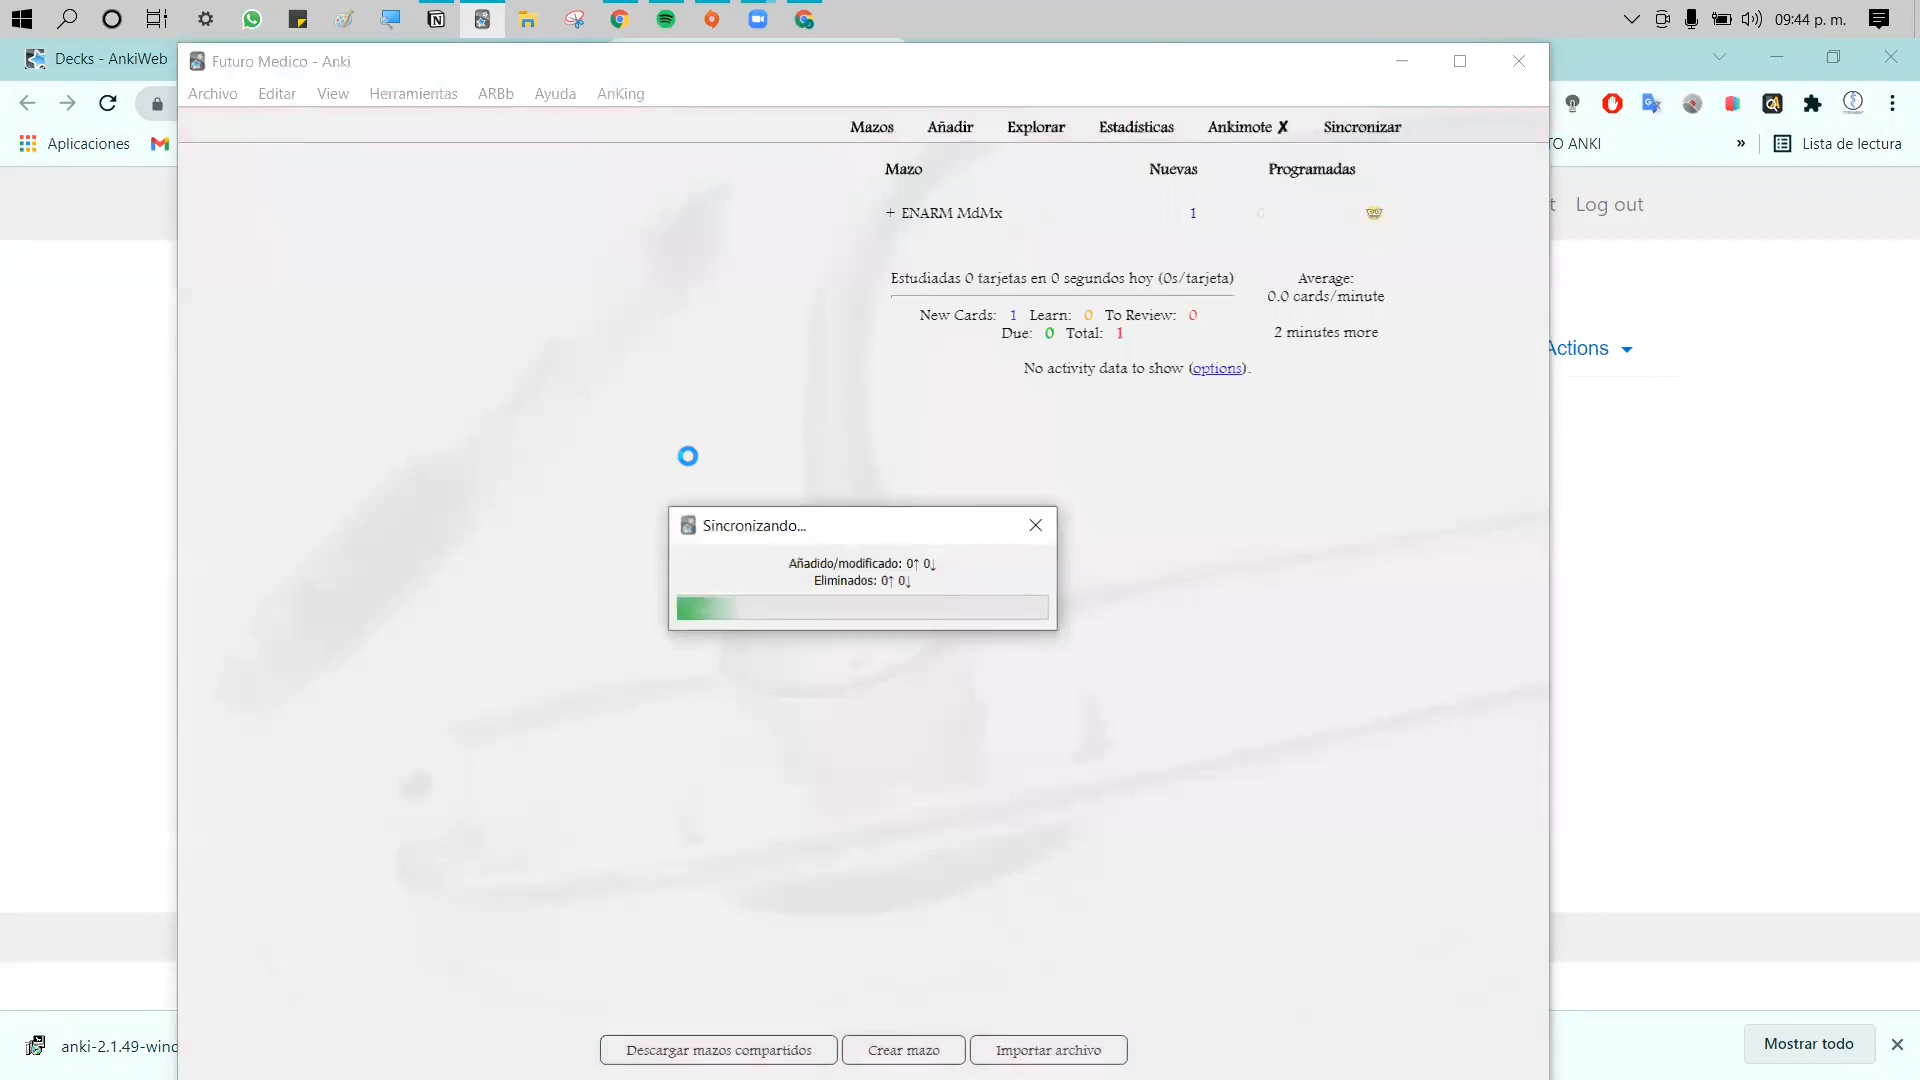 09:44 p. m.
Decks - AnkiWeb
Futuro Medico - Anki
Archivo Editar View Herramientas ARBb Ayuda AnKing
Mazos Añadir Explorar Estadísticas Ankimote ✘ Sincronizar
Aplicaciones
TO ANKI
»
Lista de lectura
Mazo Nuevas Programadas
t Log out
+ ENARM MdMx 1 0
Estudiadas 0 tarjetas en 0 segundos hoy (0s/tarjeta)
Average:
0.0 cards/minute
New Cards: 1 Learn: 0 To Review: 0
Due: 0 Total: 1
2 minutes more
Actions
No activity data to show (options).
Sincronizando...
Añadido/modificado: 0↑ 0↓
Eliminados: 0↑ 0↓
anki-2.1.49-wind
Descargar mazos compartidos
Crear mazo
Importar archivo
Mostrar todo